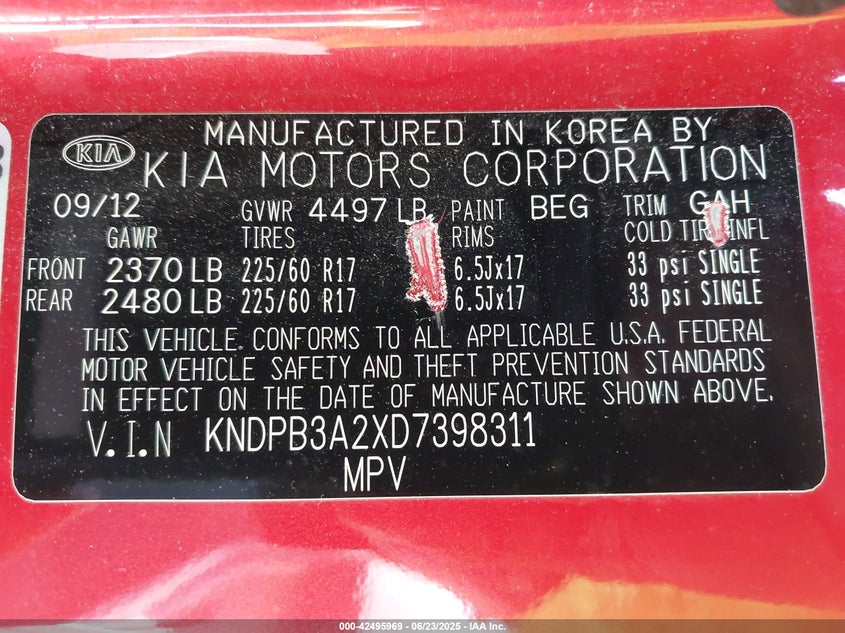 MANUFACTURED IN KOREA BY
KIA KIA MOTORS CORPORATION
09/12 GVWR 4497 LB PAINT BEG TRIM GAH
GAWR TIRES RIMS COLD TIRE INFL
FRONT 2370 LB 225/60 R17 6.5Jx17 33 psi SINGLE
REAR 2480 LB 225/60 R17 6.5Jx17 33 psi SINGLE
THIS VEHICLE CONFORMS TO ALL APPLICABLE U.S.A. FEDERAL
MOTOR VEHICLE SAFETY AND THEFT PREVENTION STANDARDS
IN EFFECT ON THE DATE OF MANUFACTURE SHOWN ABOVE.
V.I.N KNDPB3A2XD7398311
MPV
000-42495969 - 06/23/2025 - IAA Inc.